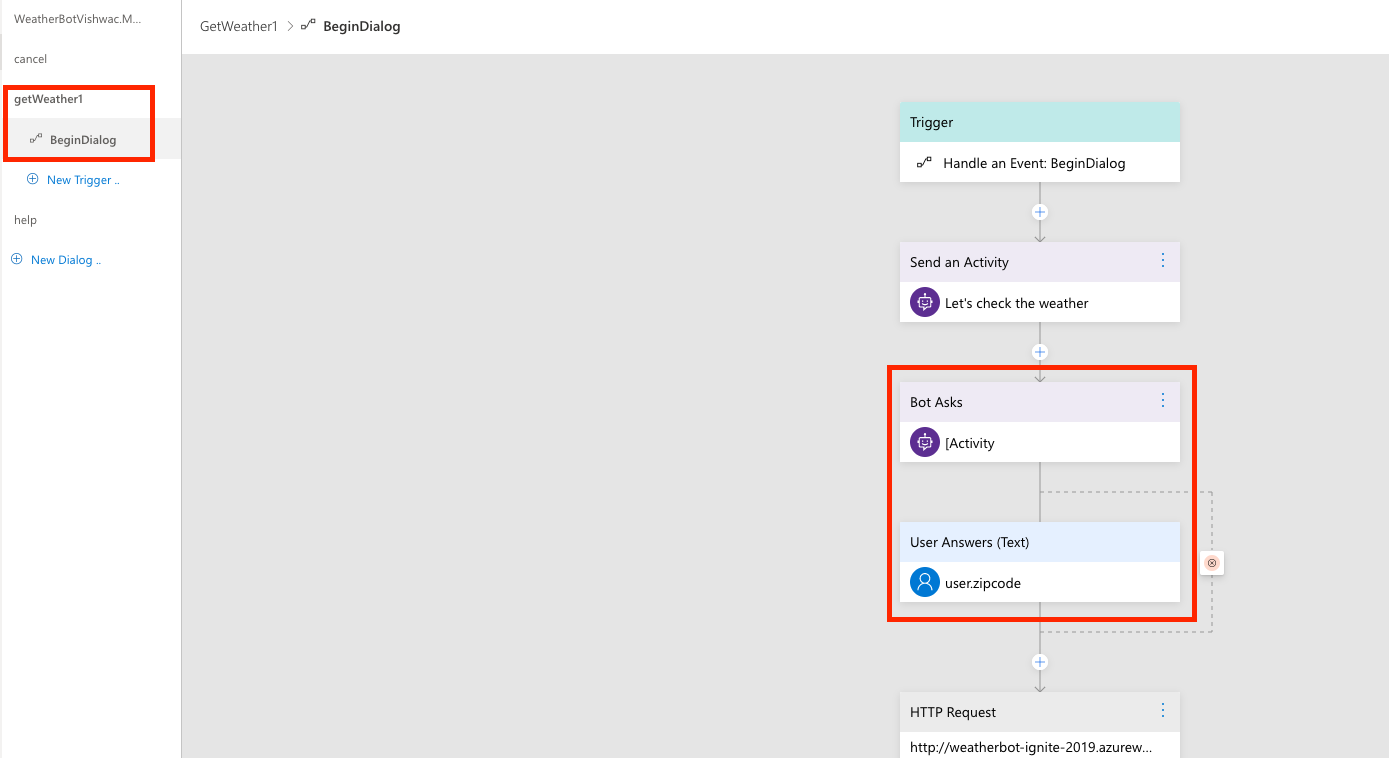 WeatherBotVishwac.M...
cancel
getWeather1
BeginDialog
New Trigger ..
help
New Dialog ..
GetWeather1 > BeginDialog
Trigger
Handle an Event: BeginDialog
Send an Activity
Let's check the weather
Bot Asks
[Activity
User Answers (Text)
user.zipcode
HTTP Request
http://weatherbot-ignite-2019.azurew...